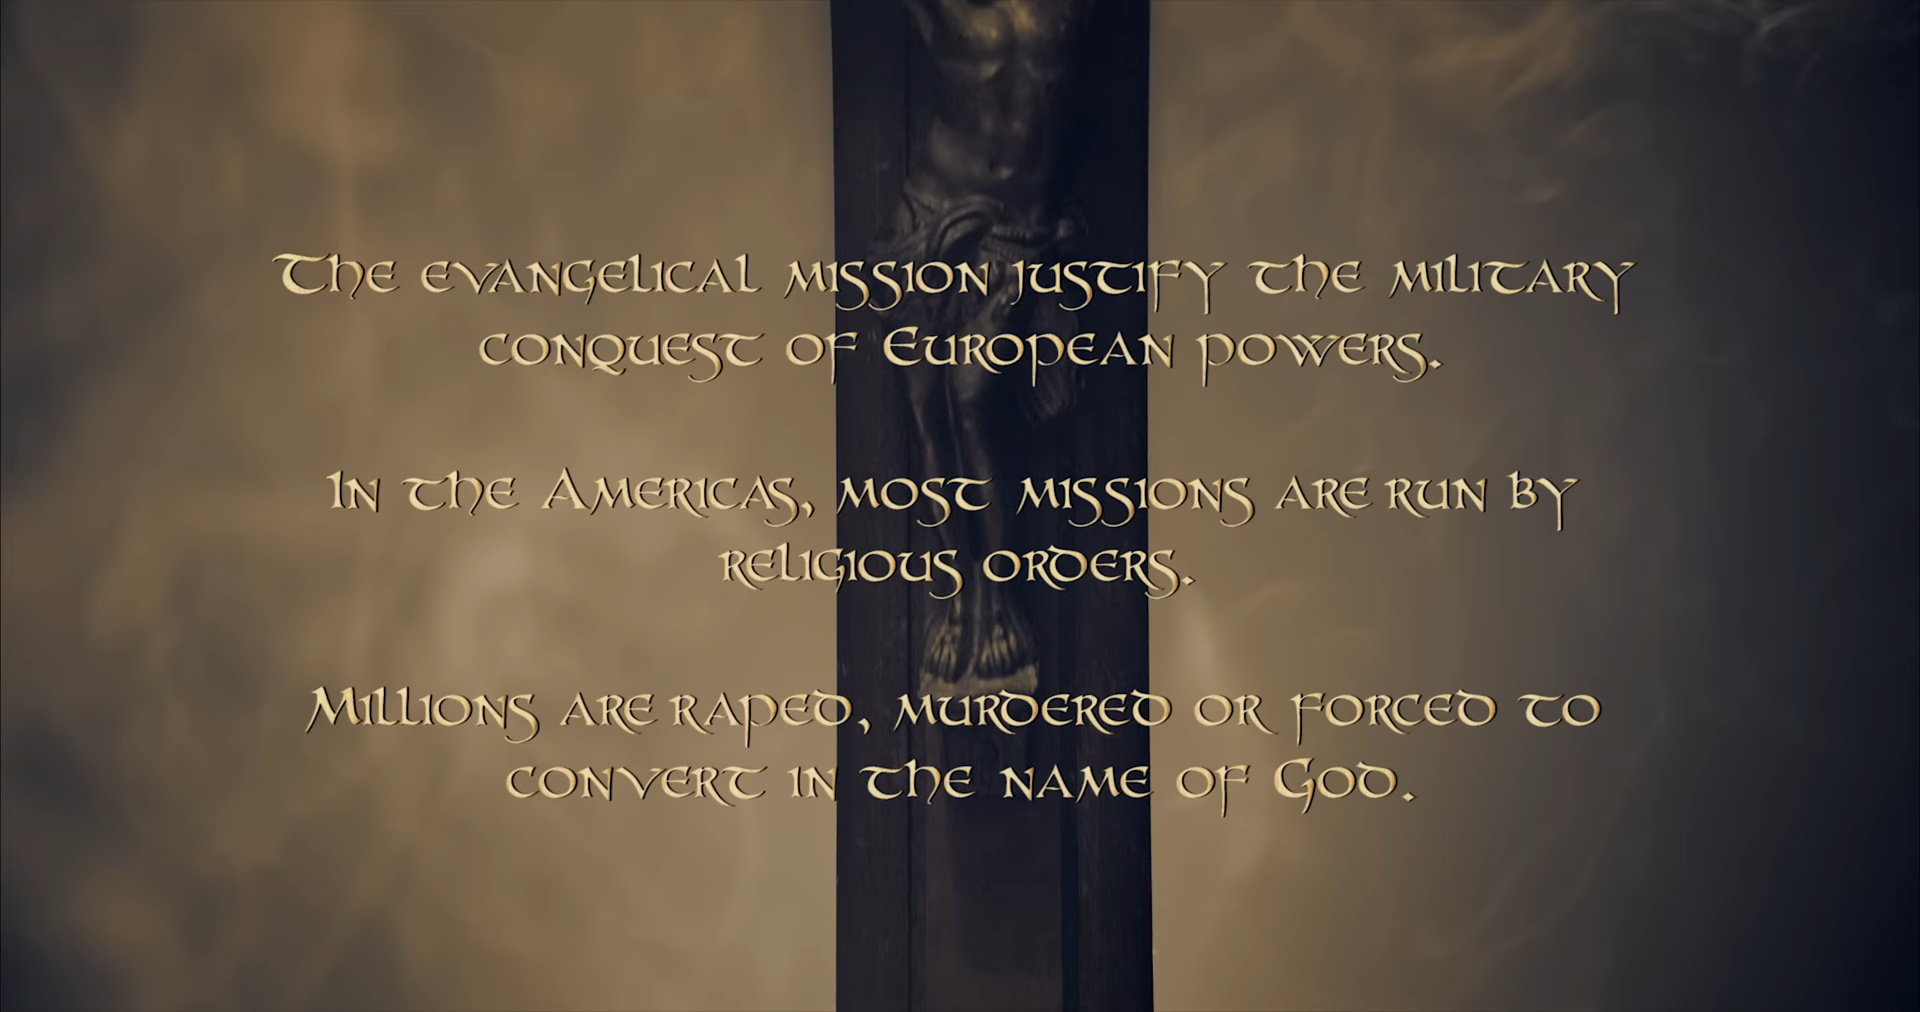 The evangelical mission justify the military
conquest of European powers.
In the Americas, most missions are run by
religious orders.
Millions are raped, murdered or forced to
convert in the name of God.